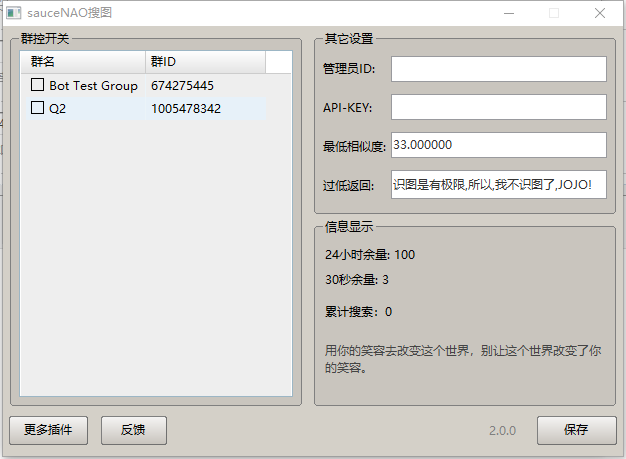 sauceNAO搜图
群控开关
群名 群ID
Bot Test Group 674275445
Q2 1005478342
其它设置
管理员ID:
API-KEY:
最低相似度: 33.000000
过低返回: 识图是有极限,所以,我不识图了,JOJO!
信息显示
24小时余量: 100
30秒余量: 3
累计搜索: 0
用你的笑容去改变这个世界，别让这个世界改变了你
的笑容。
更多插件 反馈 2.0.0 保存